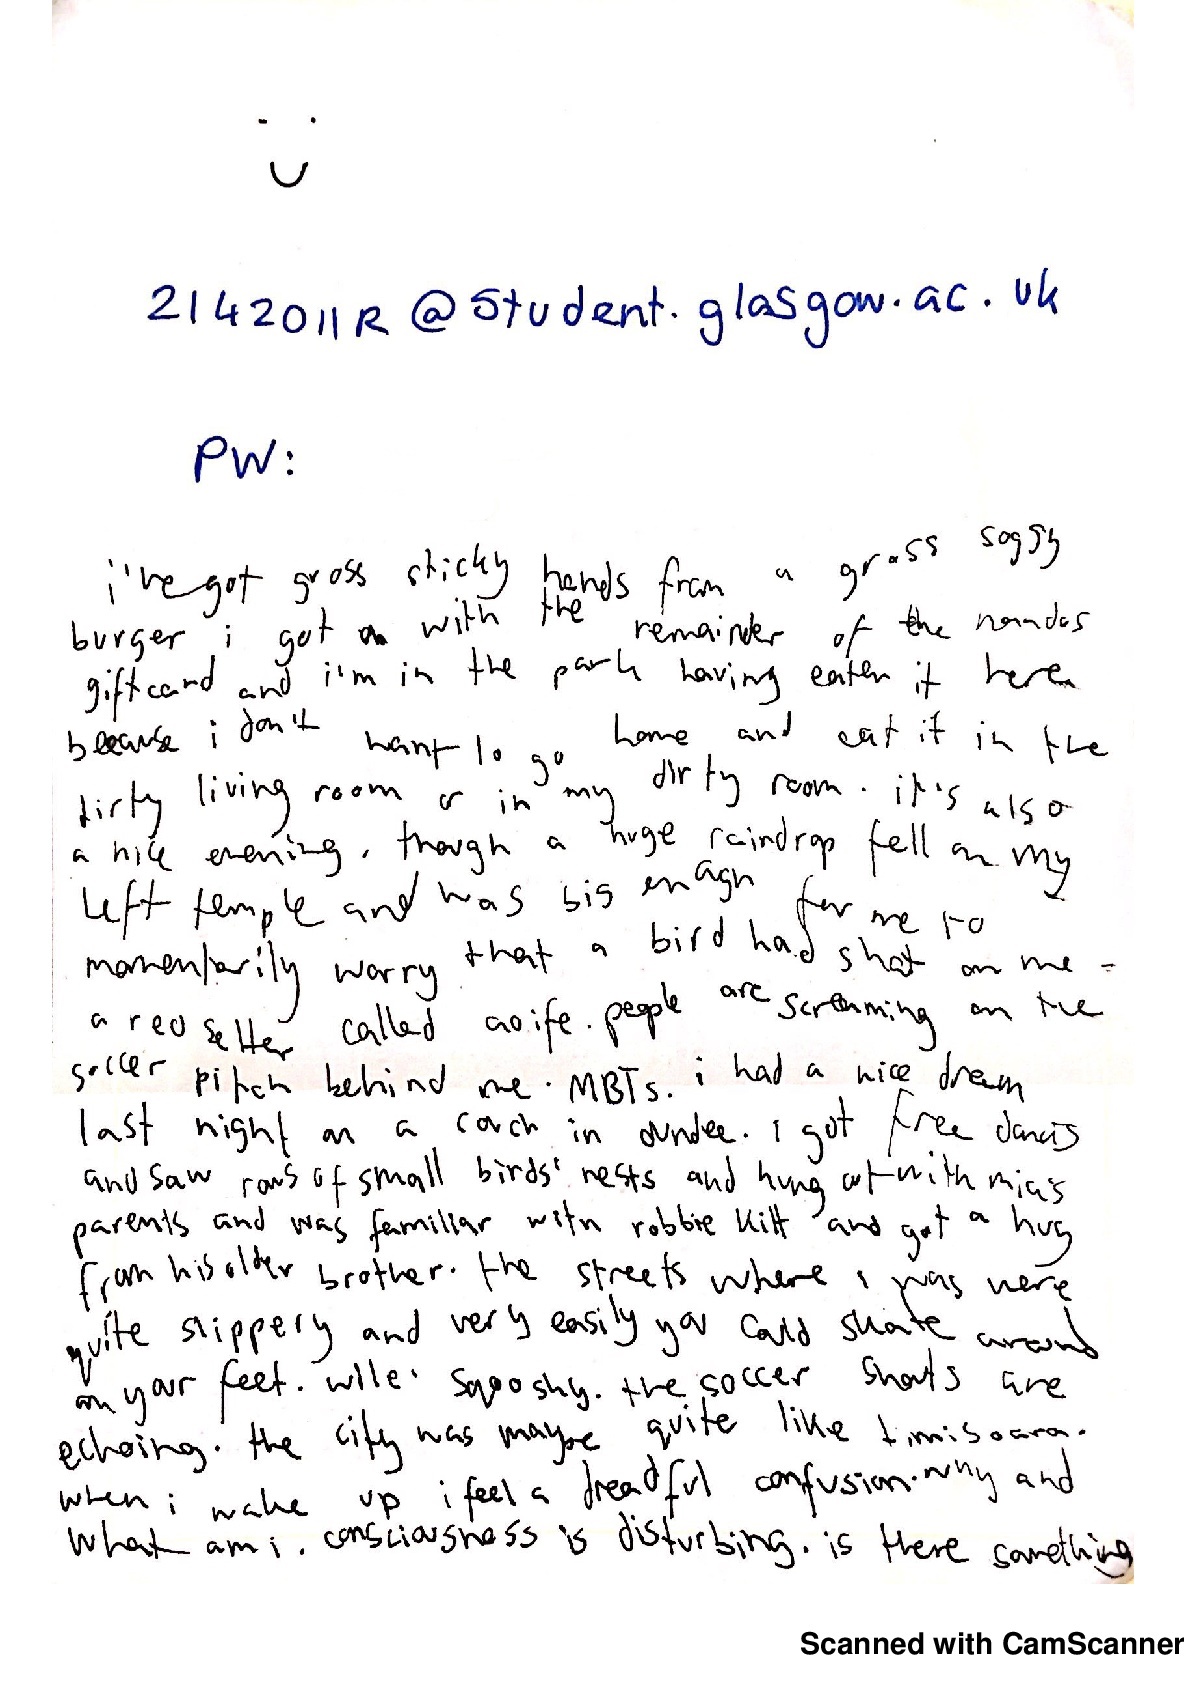 2142011R @ student.glasgow.ac.uk
PW:
i've got gross sticky hands from a gross soggy
burger i got with the remainder of the nandos
giftcard and i'm in the park having eaten it here
because i don't want to go home and eat it in the
dirty living room or in my dirty room. it's also
a nice evening. though a huge raindrop fell on my
left temple and was big enough for me to
momentarily worry that a bird had shat on me -
a red setter called aoife. people are screaming on the
soccer pitch behind me. MBTs. i had a nice dream
last night on a couch in dundee. I got free
and saw rows of small birds' nests and hung out with mia's
parents and was familiar with robbie kitt and got a hug
from his older brother. the streets where i was were
quite slippery and very easily you could skate around
on your feet. the soccer shouts are
echoing. the city was maybe quite like timisoara.
when i wake up i feel a dreadful confusion. why and
what am i. consciousness is disturbing. is there something
Scanned with CamScanner